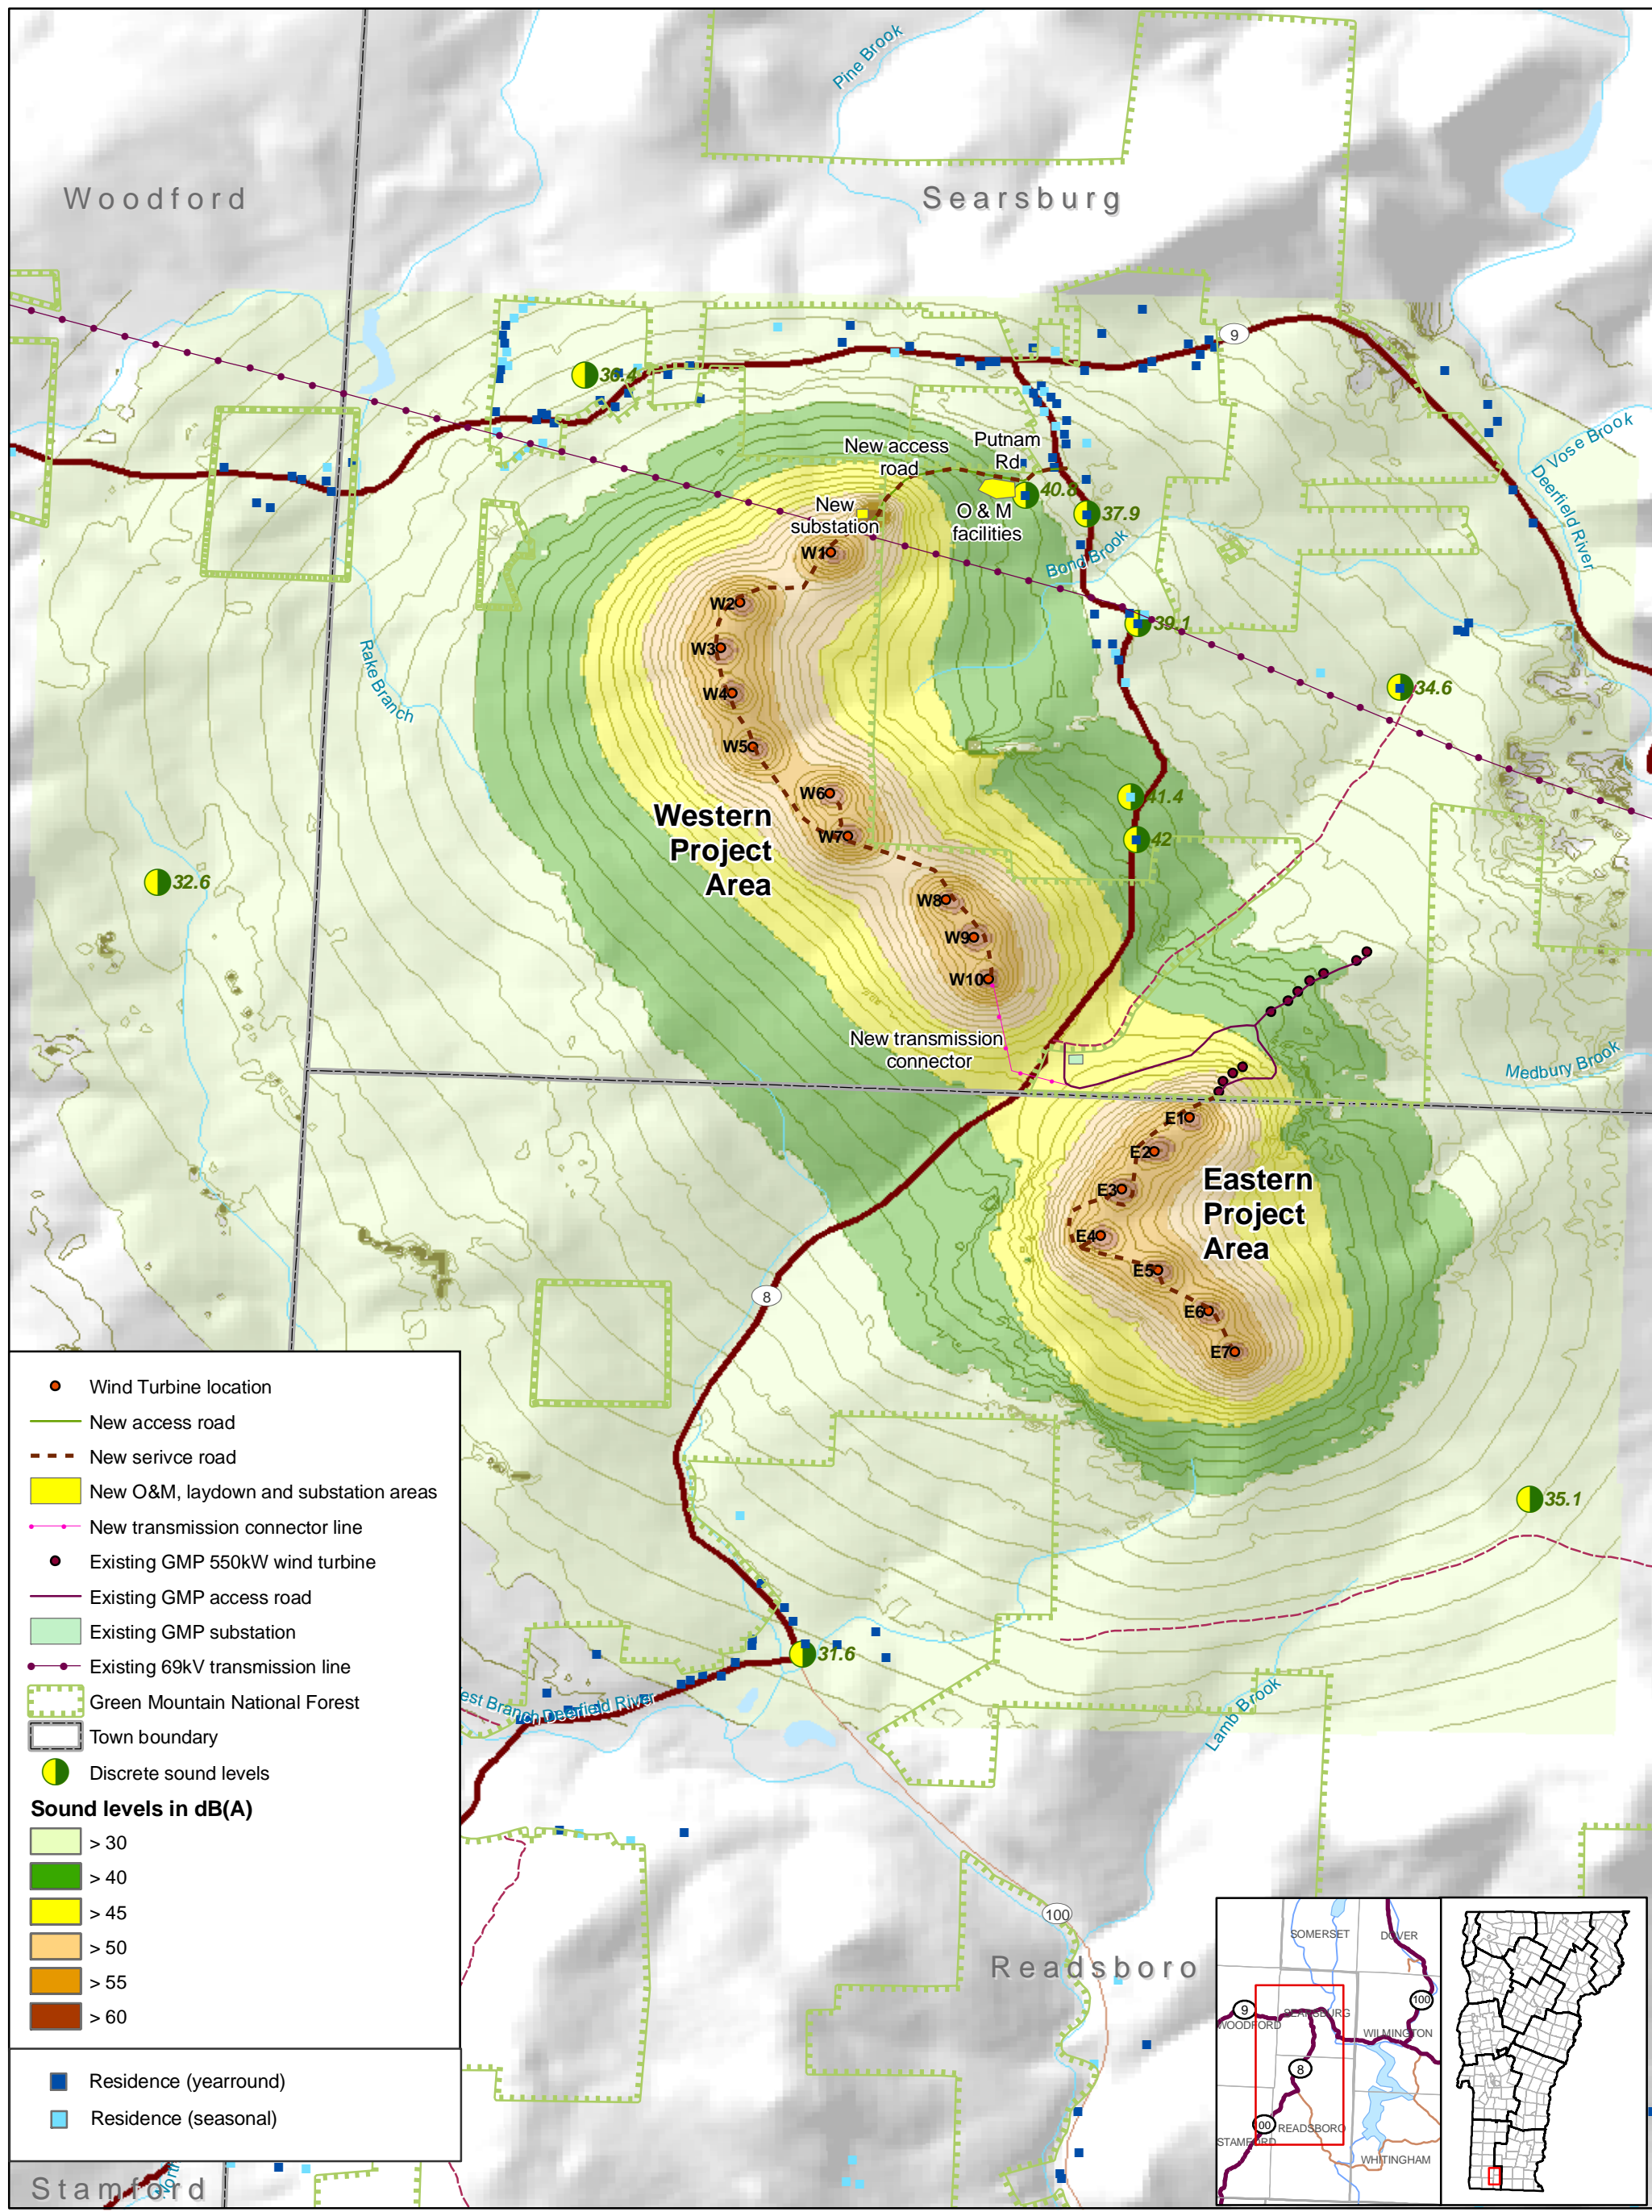 Pine Brook
Woodford
Searsburg
9
36.4
New access
road
Putnam
Rd
40.8
New
substation
O & M
facilities
37.9
Bond Brook
D Vose Brook
Deerfield River
W1
W2
W3
W4
W5
W6
W7
W8
W9
W10
39.1
34.6
Rake Branch
Western
Project
Area
41.4
42
32.6
New transmission
connector
Medbury Brook
E1
E2
E3
E4
E5
E6
E7
Eastern
Project
Area
8
35.1
31.6
est Branch Deerfield River
Lamb Brook
100
Readsboro
Stamford
Wind Turbine location
New access road
New serivce road
New O&M, laydown and substation areas
New transmission connector line
Existing GMP 550kW wind turbine
Existing GMP access road
Existing GMP substation
Existing 69kV transmission line
Green Mountain National Forest
Town boundary
Discrete sound levels
Sound levels in dB(A)
> 30
> 40
> 45
> 50
> 55
> 60
Residence (yearround)
Residence (seasonal)
SOMERSET
DOVER
9
100
WOODFORD
SEARSBURG
WILMINGTON
8
00
READSBORO
STAMFORD
WHITINGHAM